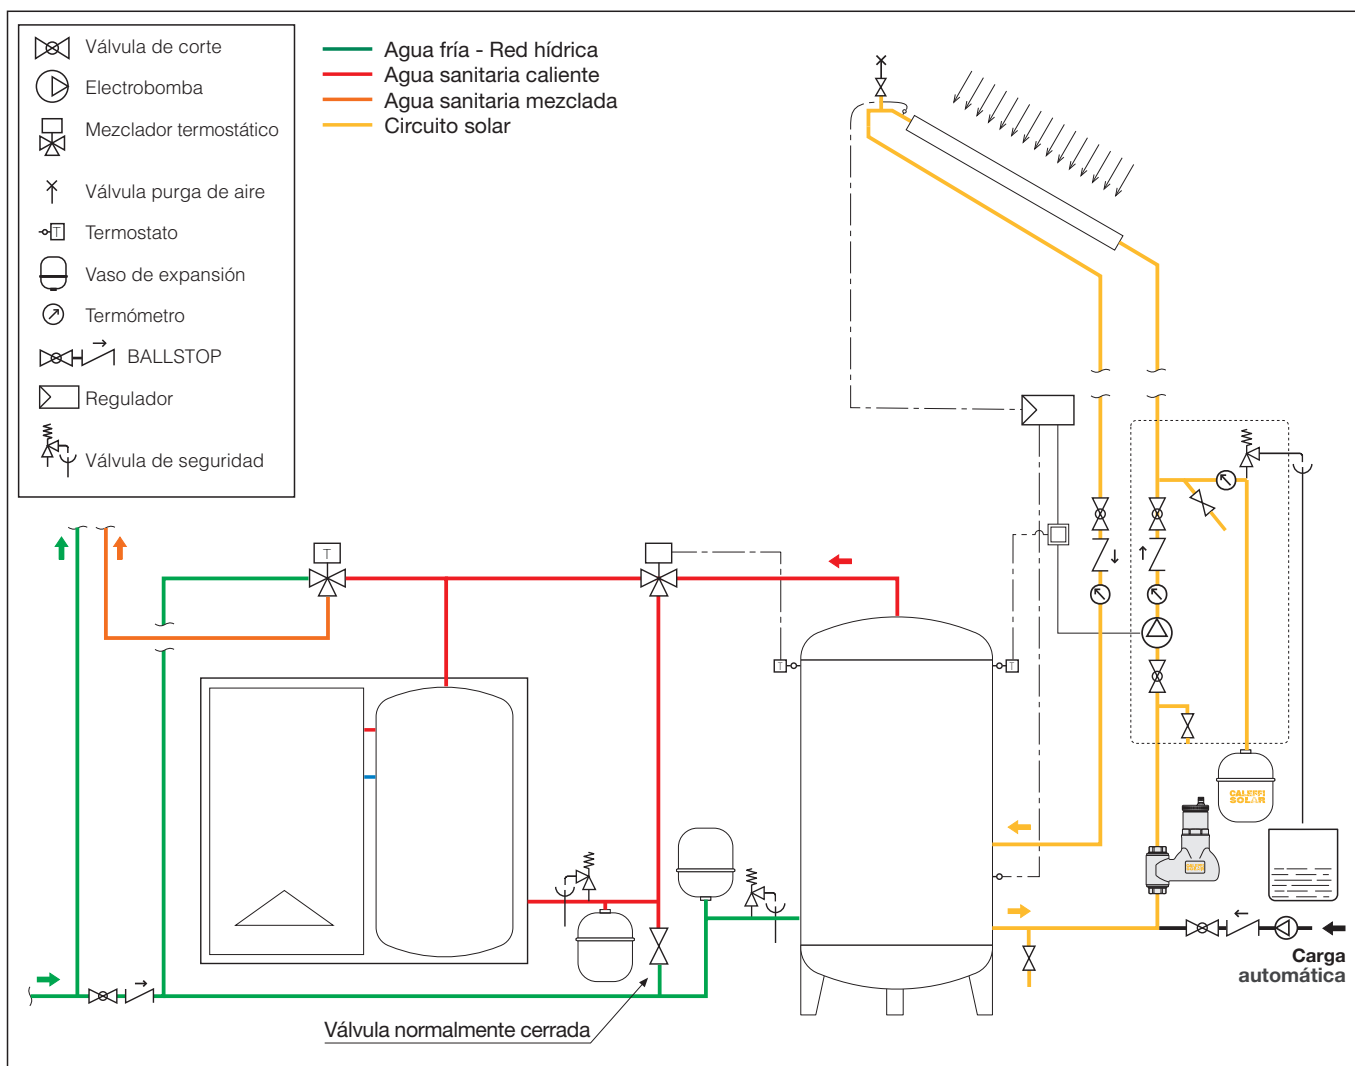 Válvula de corte
Electrobomba
Mezclador termostático
Válvula purga de aire
T
Termostato
Vaso de expansión
Termómetro
BALLSTOP
Regulador
Válvula de seguridad
Agua fría - Red hídrica
Agua sanitaria caliente
Agua sanitaria mezclada
Circuito solar
T
T
T
CALEFFI
SOLAR
Carga
automática
Válvula normalmente cerrada